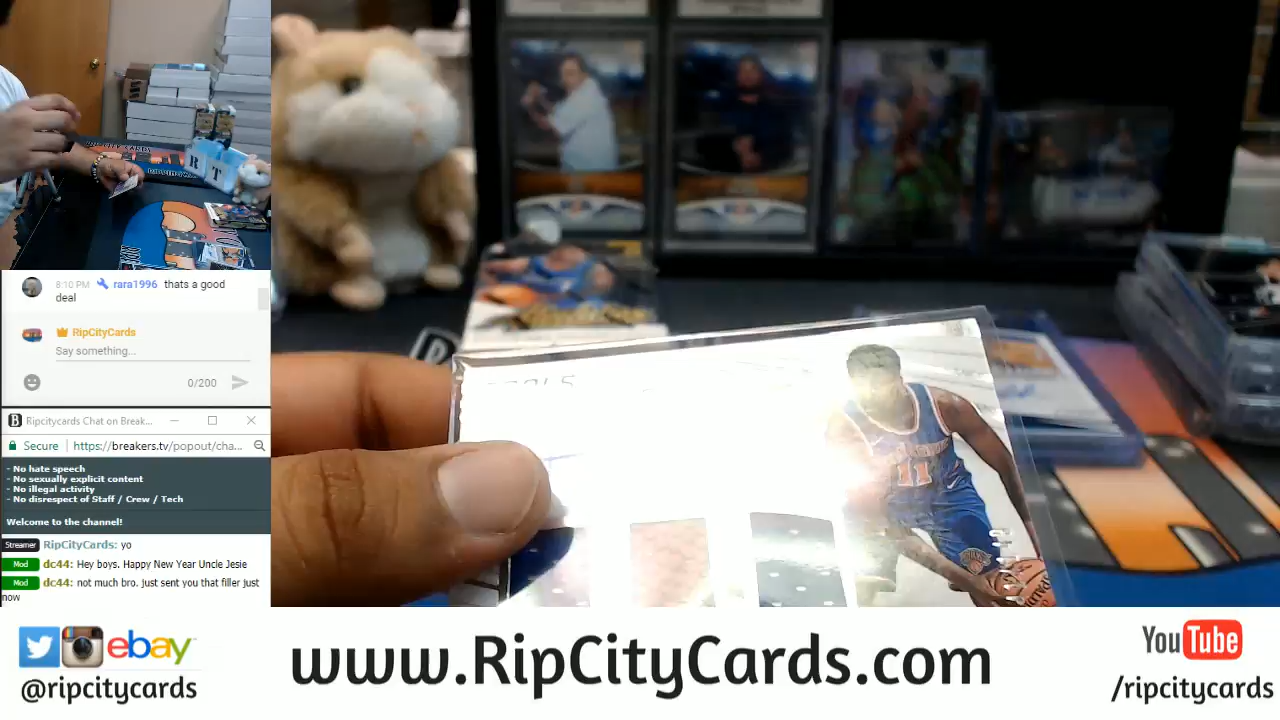 8:10 PM rara1996 thats a good
deal
RipCityCards
Say something...
0/200
Ripcitycards Chat on Break...
Secure https://breakers.tv/popout/cha...
- No hate speech
- No sexually explicit content
- No illegal activity
- No disrespect of Staff / Crew / Tech
Welcome to the channel!
Streamer RipCityCards: yo
Mod dc44: Hey boys. Happy New Year Uncle Jesie
Mod dc44: not much bro. just sent you that filler just
now
R
T
11
SPALDING
ebay
@ripcitycards
www.RipCityCards.com
YouTube
/ripcitycards